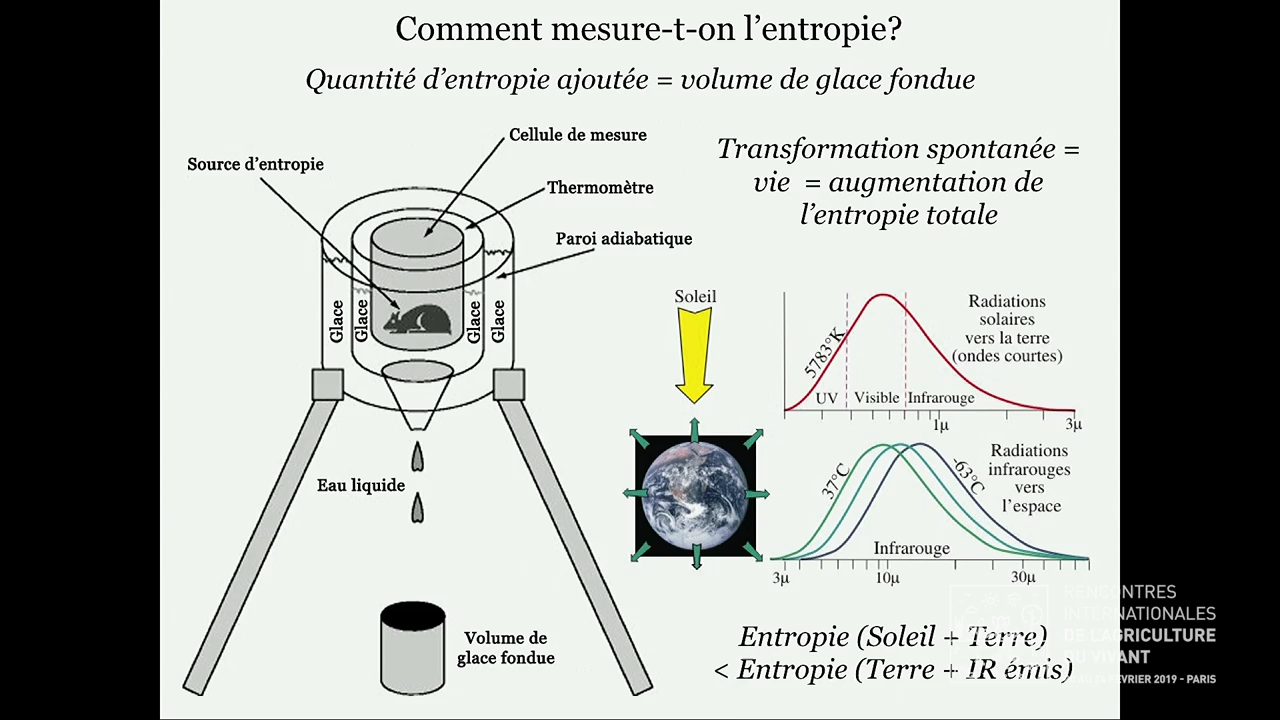 Comment mesure-t-on l'entropie?
Quantité d'entropie ajoutée = volume de glace fondue
Cellule de mesure
Source d'entropie
Thermomètre
Paroi adiabatique
Glace
Glace
Glace
Glace
Eau liquide
Volume de
glace fondue
Transformation spontanée =
vie = augmentation de
l'entropie totale
Soleil
5783°K
UV
Visible
Infrarouge
1μ
3μ
Radiations
solaires
vers la terre
(ondes courtes)
37°C
-63°C
Radiations
infrarouges
vers
l'espace
Infrarouge
3μ
10μ
30μ
Entropie (Soleil + Terre)
< Entropie (Terre + IR émis)
RENCONTRES
INTERNATIONALES
DE L'AGRICULTURE
DU VIVANT
FÉVRIER 2019 - PARIS